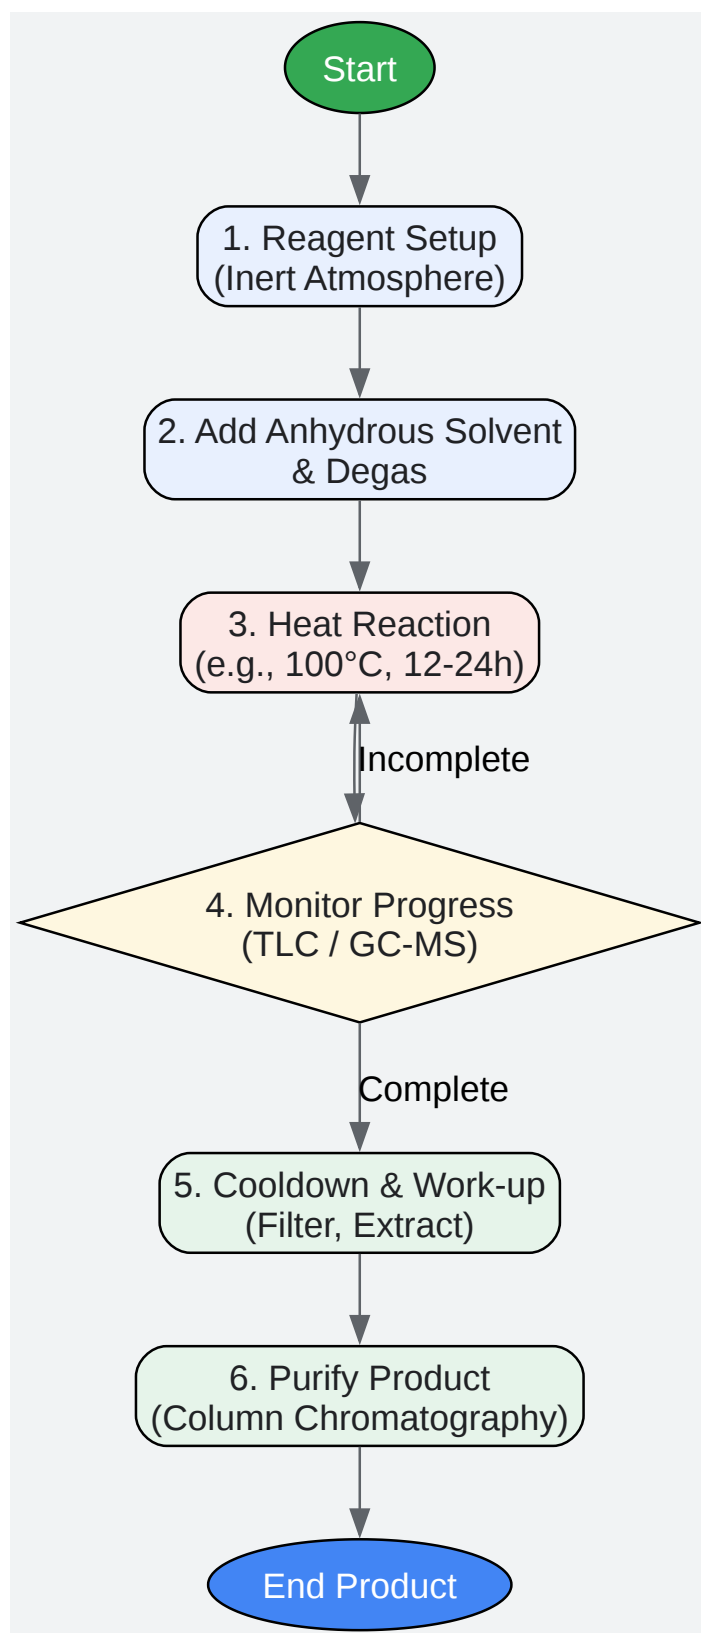 Start
1. Reagent Setup
(Inert Atmosphere)
2. Add Anhydrous Solvent
& Degas
3. Heat Reaction
(e.g., 100°C, 12-24h)
Incomplete
4. Monitor Progress
(TLC / GC-MS)
Complete
5. Cooldown & Work-up
(Filter, Extract)
6. Purify Product
(Column Chromatography)
End Product